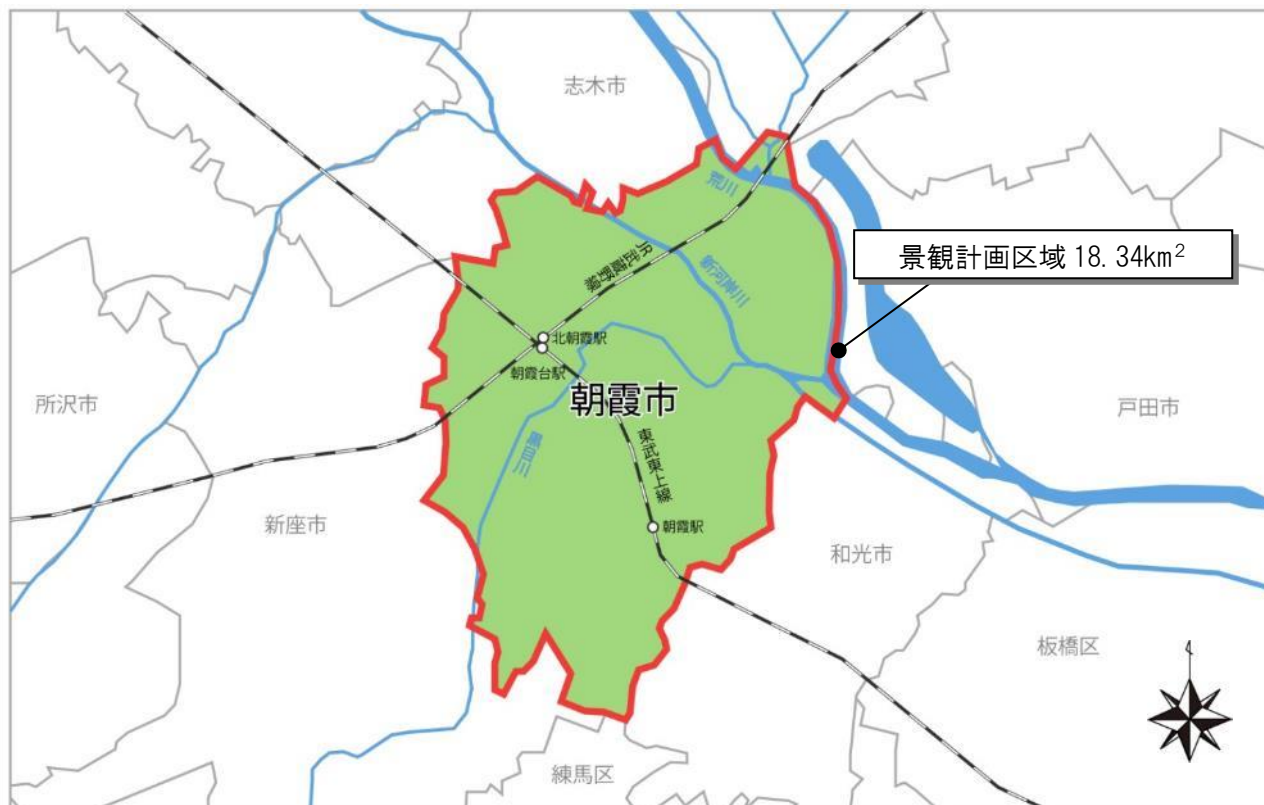 志木市
荒川
景観計画区域 18.34km²
JR武蔵野線
新河岸川
北朝霞駅
朝霞台駅
朝霞市
所沢市
戸田市
黒目川
東武東上線
新座市
朝霞駅
和光市
板橋区
練馬区